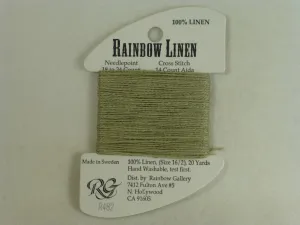 100% LINEN
RAINBOW LINEN
Needlepoint Cross Stitch
18 to 24 Count 14 Count Aida
Made in Sweden
100% Linen, (Size 16/2), 20 Yards
Hand Washable, test first.
RG
Dist. by Rainbow Gallery
7412 Fulton Ave #5
N. Hollywood
CA 91605